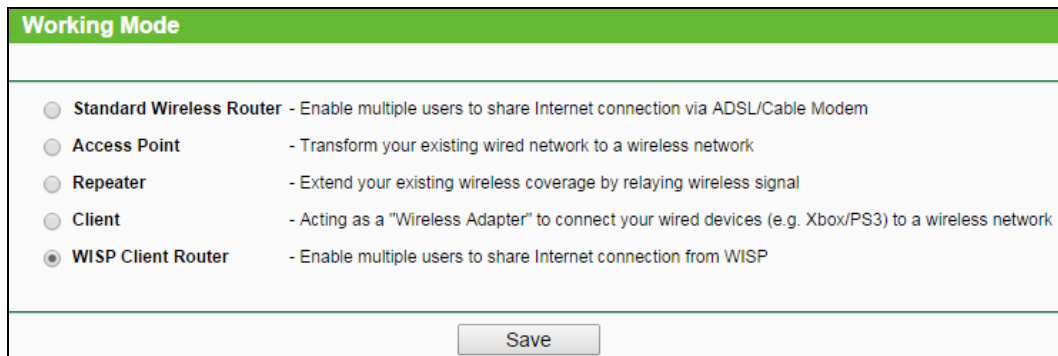 Working Mode
Standard Wireless Router - Enable multiple users to share Internet connection via ADSL/Cable Modem
Access Point - Transform your existing wired network to a wireless network
Repeater - Extend your existing wireless coverage by relaying wireless signal
Client - Acting as a "Wireless Adapter" to connect your wired devices (e.g. Xbox/PS3) to a wireless network
WISP Client Router - Enable multiple users to share Internet connection from WISP
Save